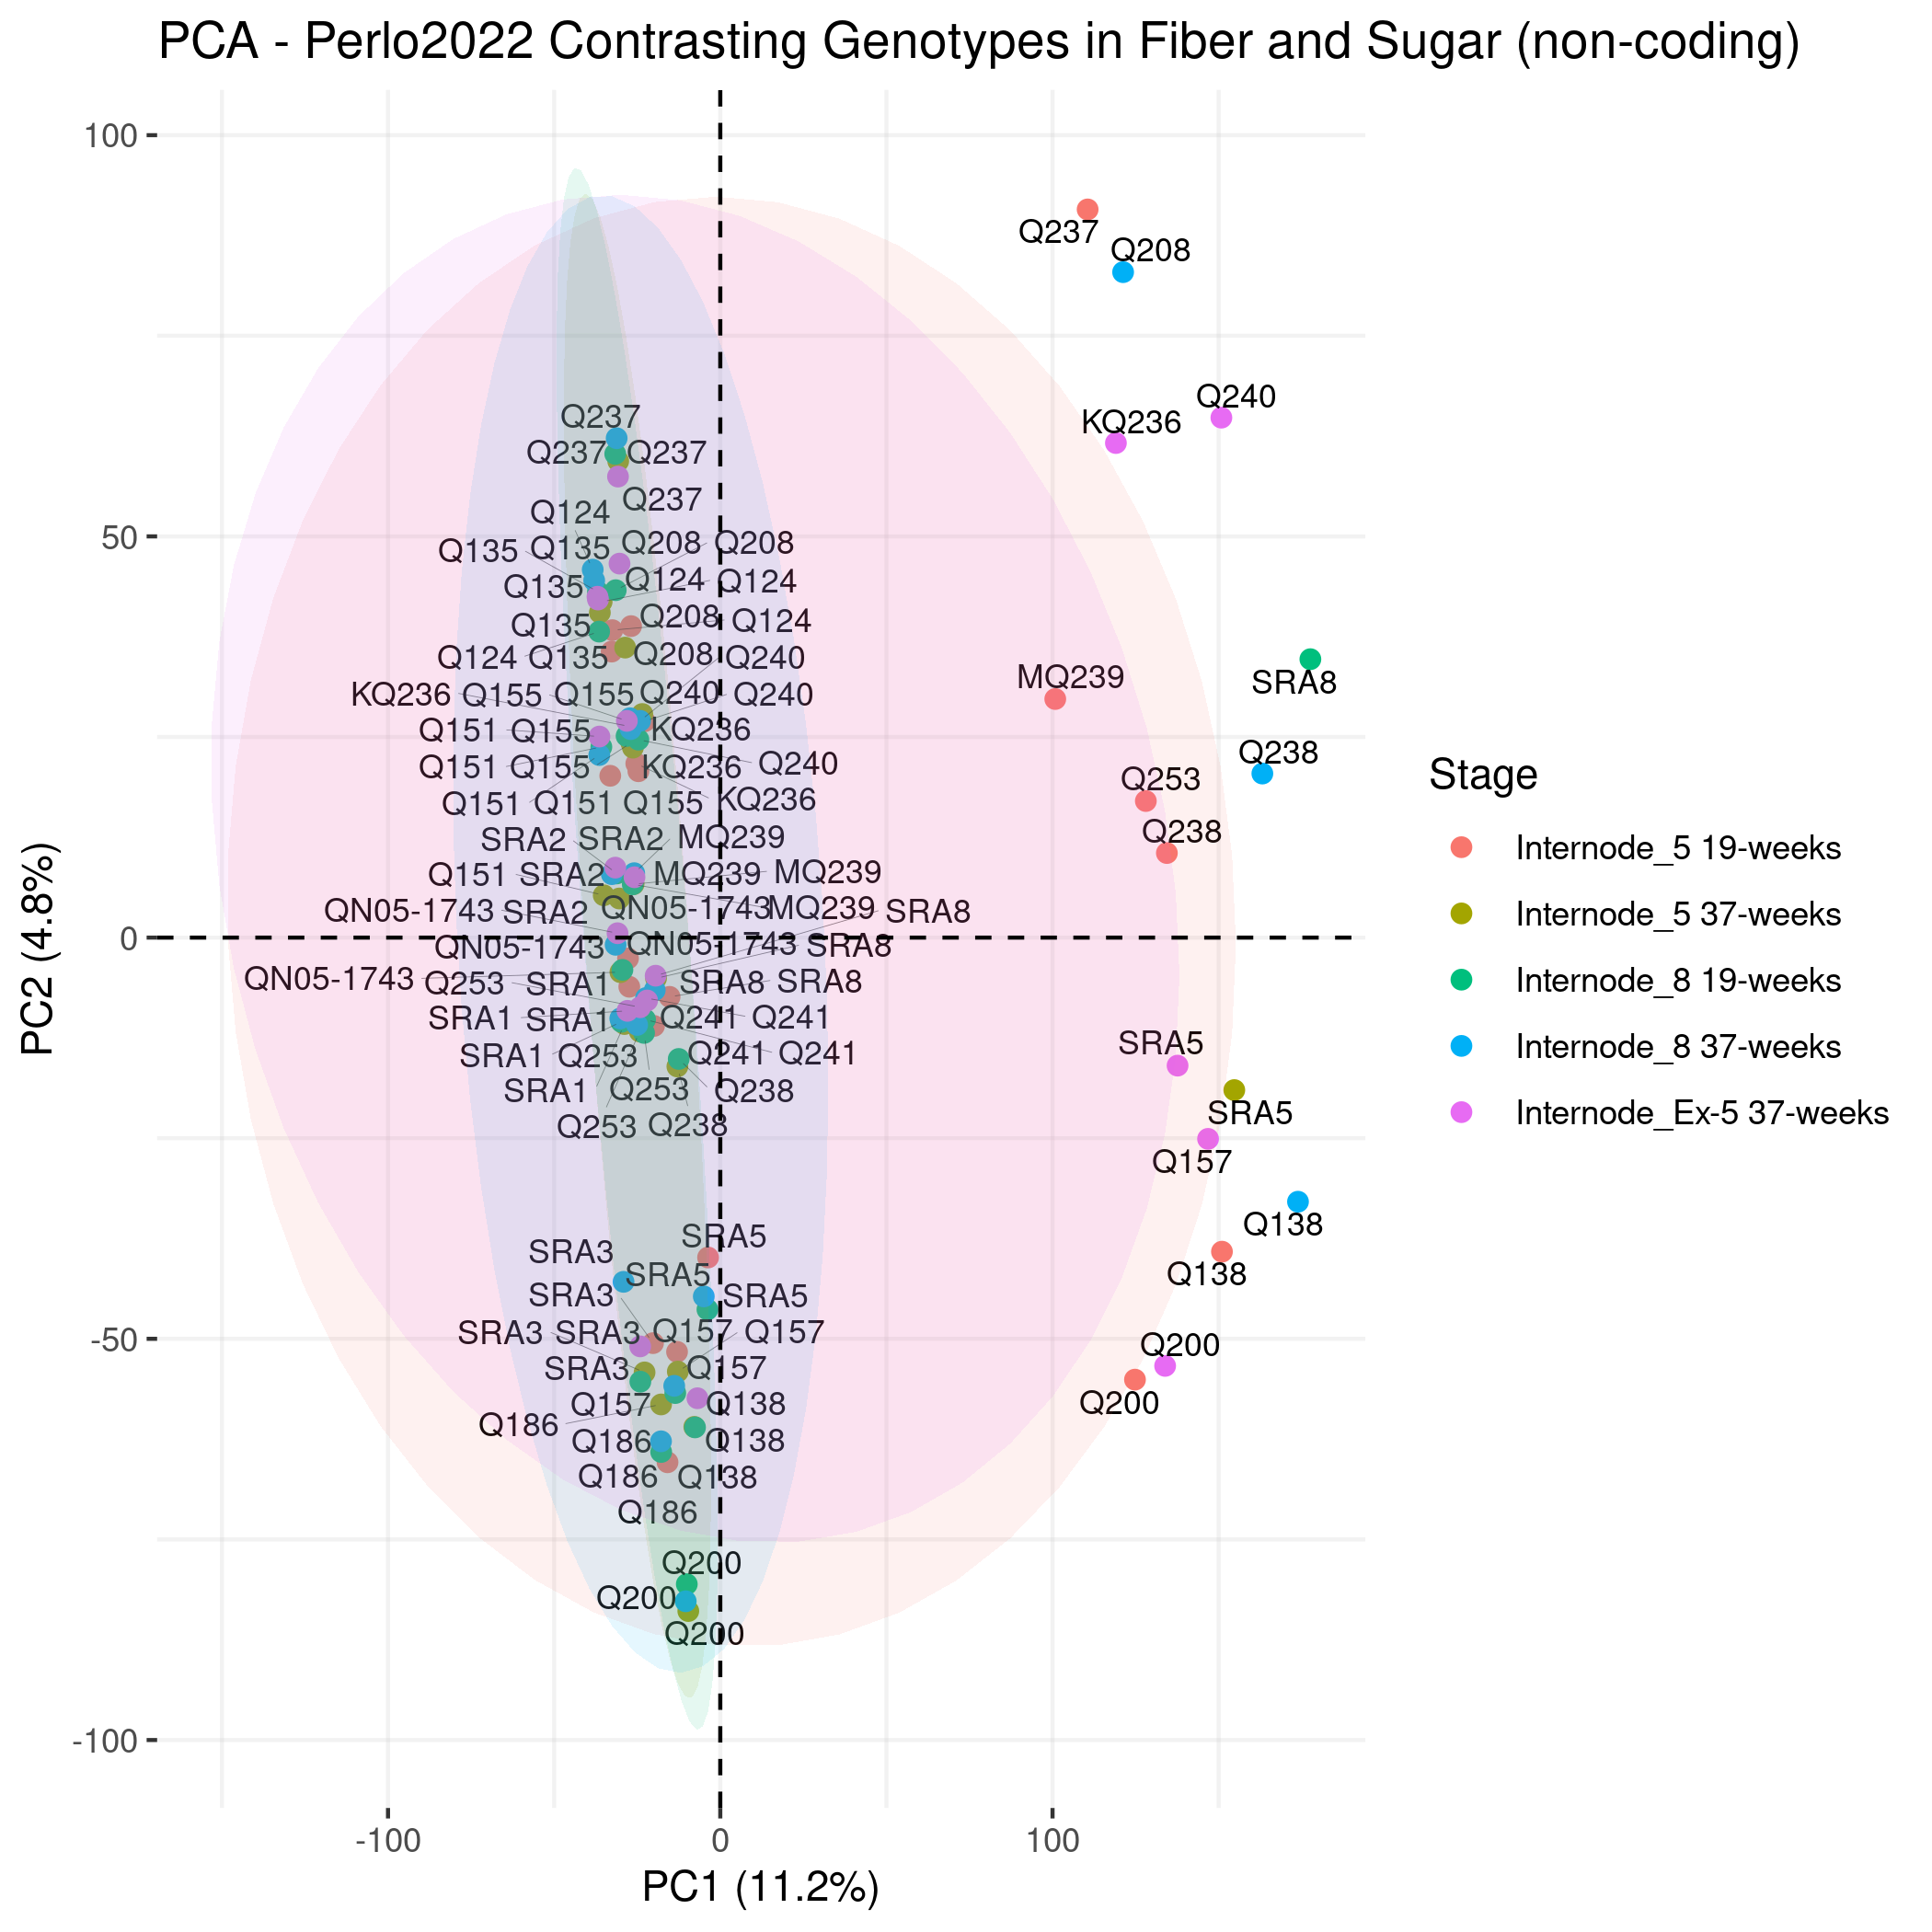 PCA - Perlo2022 Contrasting Genotypes in Fiber and Sugar (non-coding)
100
Q237
Q208
Q240
KQ236
Q237
Q237 Q237
Q237
Q124
50
Q135 Q135 Q208 Q208
Q135 Q124 Q124
Q135 Q208 Q124
Q124 Q135 Q208 Q240
MQ239
SRA8
KQ236 Q155 Q155 Q240 Q240
Q151 Q155 KQ236
Q238
Q151 Q155 KQ236 Q240
Q253
Q151 Q151 Q155 KQ236
Q238
SRA2 SRA2 MQ239
Q151 SRA2 MQ239 MQ239
QN05-1743 SRA2 QN05-1743 MQ239 SRA8
0
QN05-1743 QN05-1743 SRA8
QN05-1743 Q253 SRA1 SRA8 SRA8
SRA1 SRA1 Q241 Q241
SRA5
SRA1 Q253 Q241 Q241
SRA1 Q253 Q238
SRA5
Q253 Q238
Q157
Q138
SRA3 SRA5
Q138
SRA5
SRA3 SRA5
-50
SRA3 SRA3 Q157 Q157
Q200
SRA3 Q157
Q157 Q138
Q200
Q186
Q186 Q138
Q186 Q138
Q186
Q200
Q200
Q200
-100
-100 0 100
PC1 (11.2%)
PC2 (4.8%)
Stage
Internode_5 19-weeks
Internode_5 37-weeks
Internode_8 19-weeks
Internode_8 37-weeks
Internode_Ex-5 37-weeks